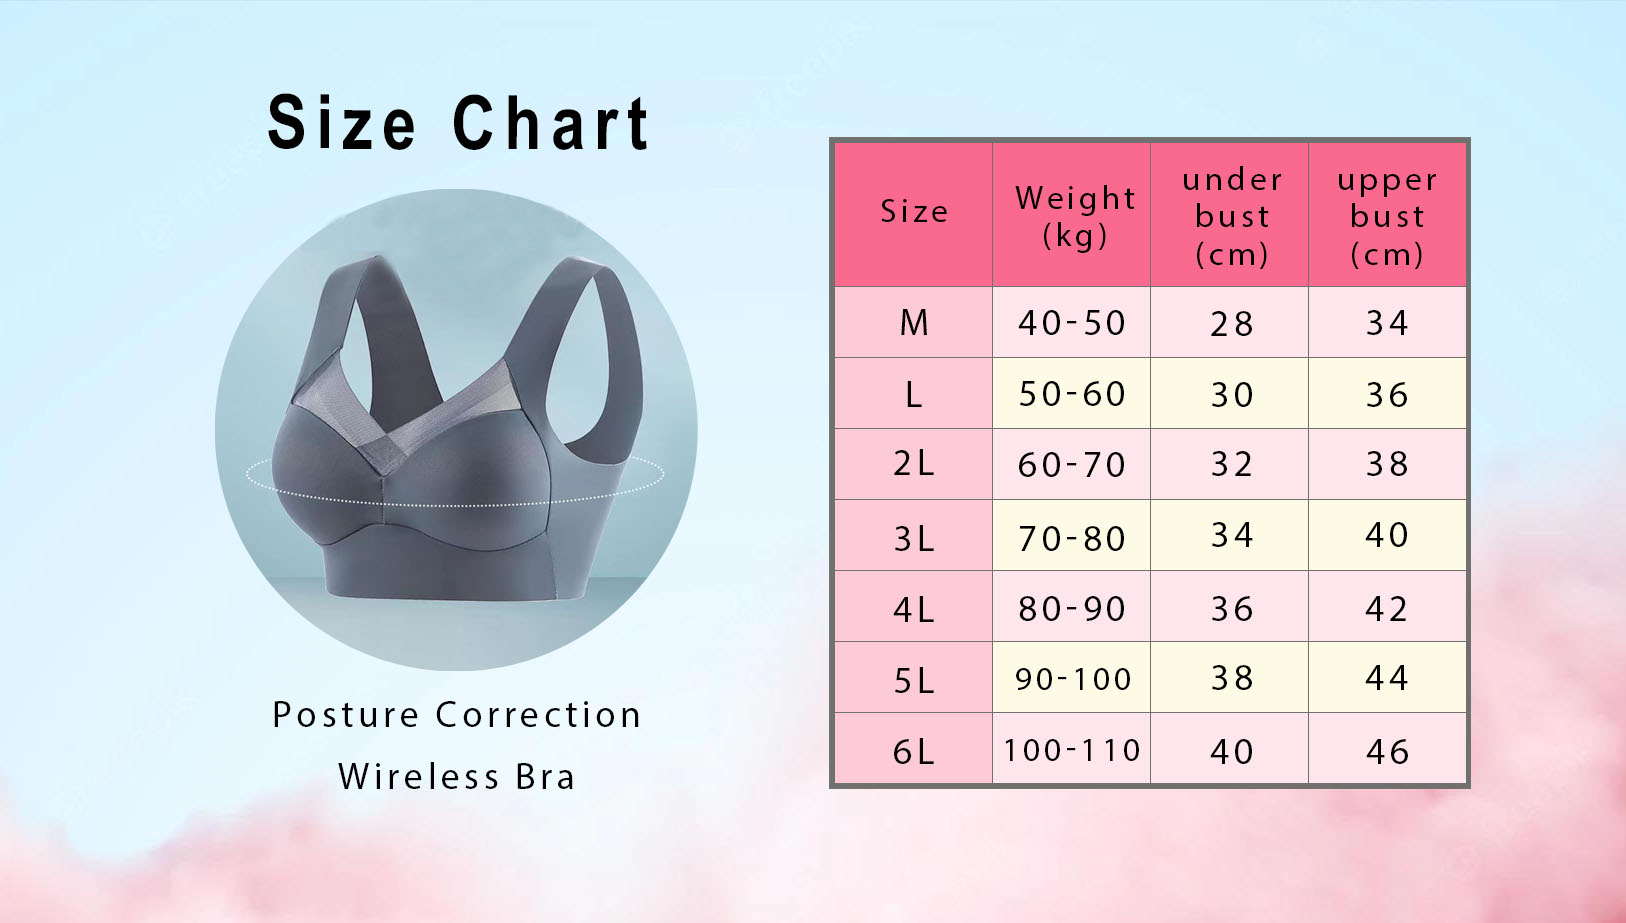 Size Chart
Posture Correction
Wireless Bra
Size Weight (kg) under bust (cm) upper bust (cm)
M 40-50 28 34
L 50-60 30 36
2L 60-70 32 38
3L 70-80 34 40
4L 80-90 36 42
5L 90-100 38 44
6L 100-110 40 46
freepik